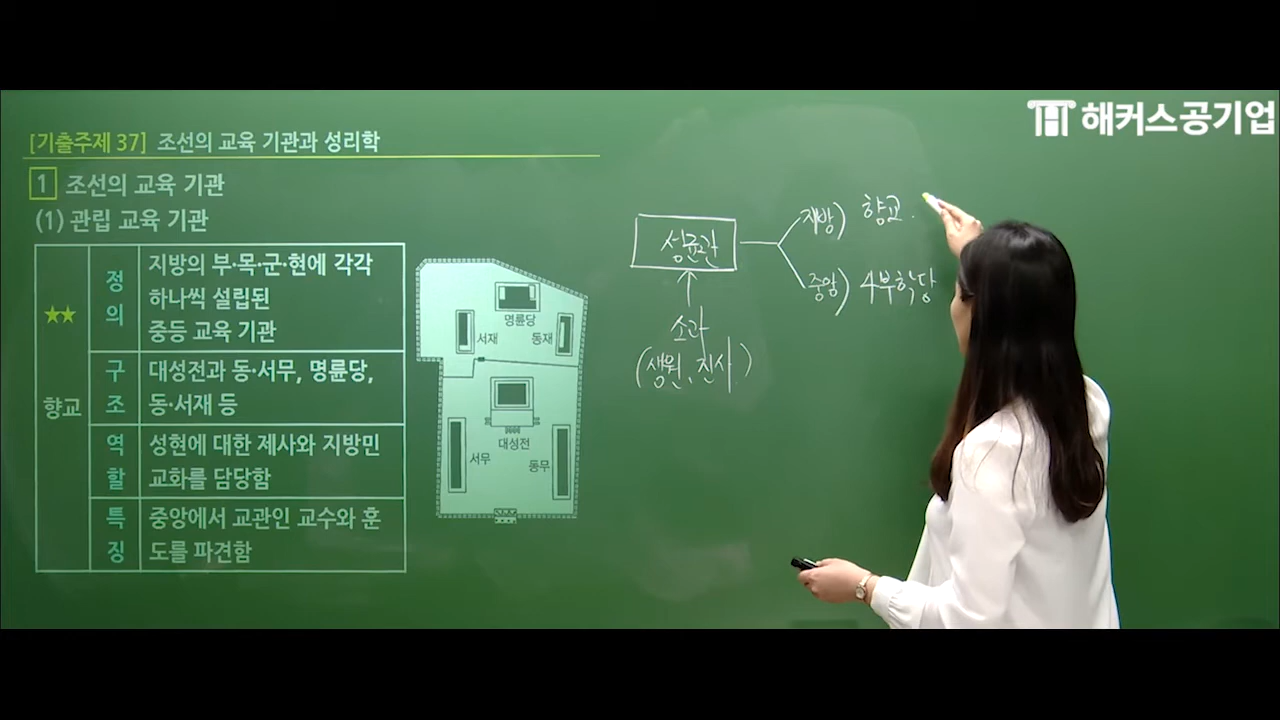 해커스공기업
[기출주제 37] 조선의 교육 기관과 성리학
1 조선의 교육 기관
(1) 관립 교육 기관
★★
향교
정의
지방의 부·목·군·현에 각각
하나씩 설립된
중등 교육 기관
구조
대성전과 동·서무, 명륜당,
동·서재 등
역할
성현에 대한 제사와 지방민
교화를 담당함
특징
중앙에서 교관인 교수와 훈
도를 파견함
명륜당
서재
동재
대성전
서무
동무
성균관
지방) 향교.
중앙) 4부학당
소과
(생원, 진사)